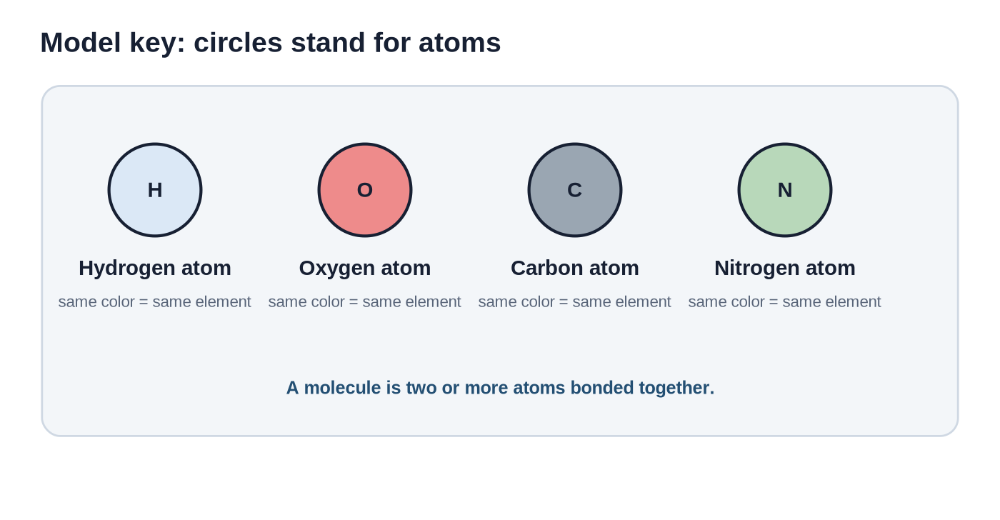 Model key: circles stand for atoms
H O C N
Hydrogen atom Oxygen atom Carbon atom Nitrogen atom
same color = same element same color = same element same color = same element same color = same element
A molecule is two or more atoms bonded together.